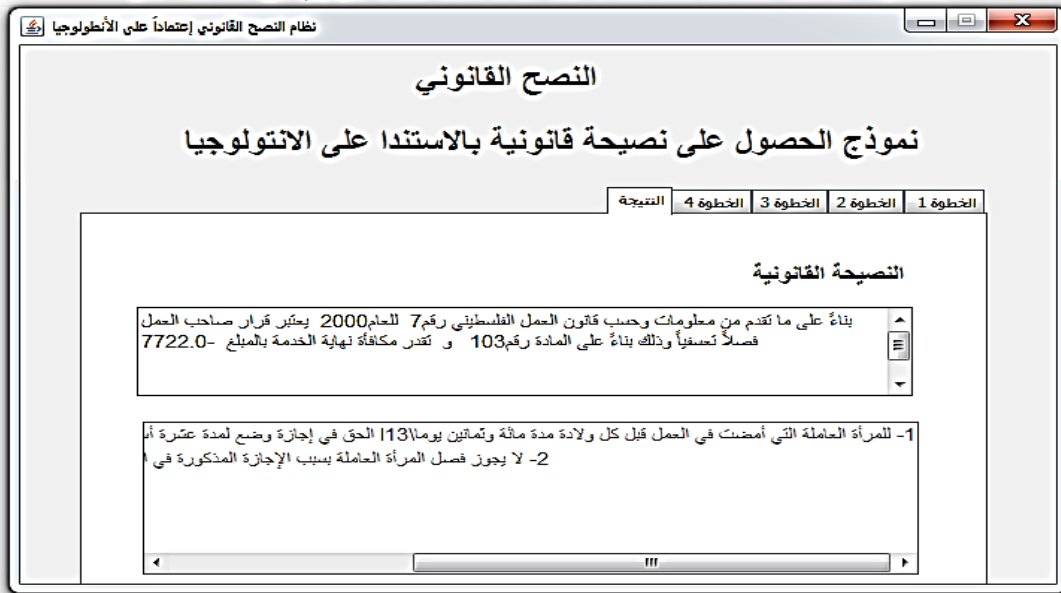 نظام النصح القانوني إعتماداً على الأنطولوجيا
النصح القانوني
نموذج الحصول على نصيحة قانونية بالاستندا على الانتولوجيا
الخطوة 1 الخطوة 2 الخطوة 3 الخطوة 4 النتيجة
النصيحة القانونية
بناءً على ما تقدم من معلومات وحسب قانون العمل الفلسطيني رقم7 للعام2000 يعتبر قرار صاحب العمل
فصلاً تعسفياً وذلك بناءً على المادة رقم103 و تقدر مكافأة نهاية الخدمة بالمبلغ -7722.0
1- للمرأة العاملة التي أمضت في العمل قبل كل ولادة مدة مائة وثمانين يوما\13\ الحق في إجازة وضع لمدة عشرة
2- لا يجوز فصل المرأة العاملة بسبب الإجازة المذكورة في